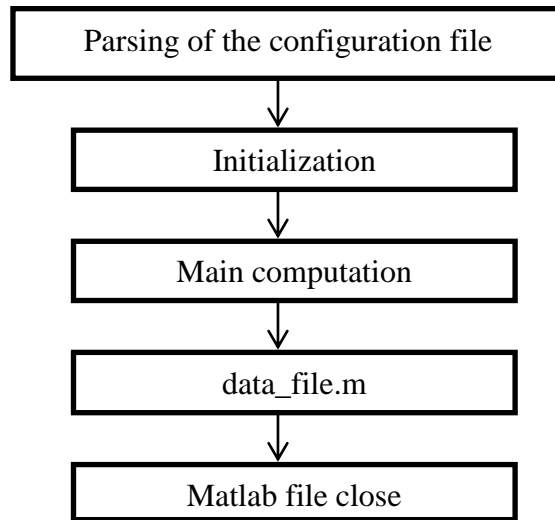 Parsing of the configuration file
Initialization
Main computation
data_file.m
Matlab file close